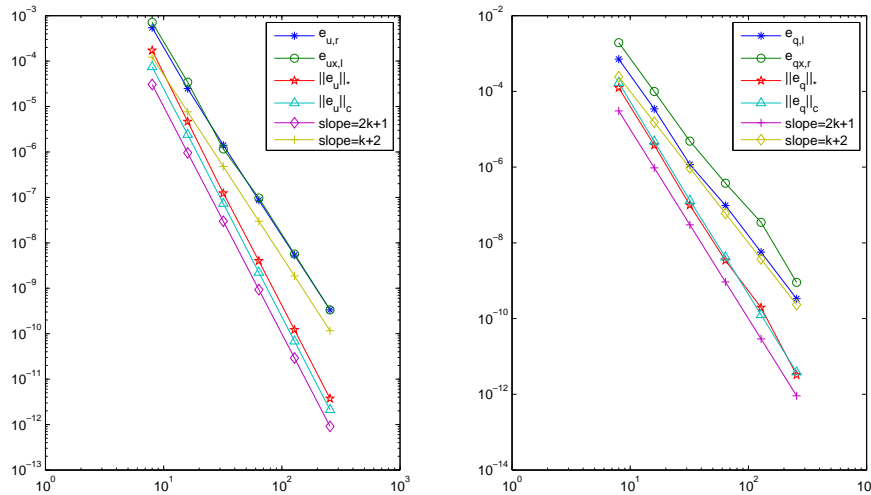 10^-3
10^-4
10^-5
10^-6
10^-7
10^-8
10^-9
10^-10
10^-11
10^-12
10^-13
10^0
10^1
10^2
10^3
e_u,r
e_ux,l
||e_u||_*
||e_u||_c
slope=2k+1
slope=k+2
10^-2
10^-4
10^-6
10^-8
10^-10
10^-12
10^-14
10^0
10^1
10^2
e_q,l
e_qx,r
||e_q||_*
||e_q||_c
slope=2k+1
slope=k+2